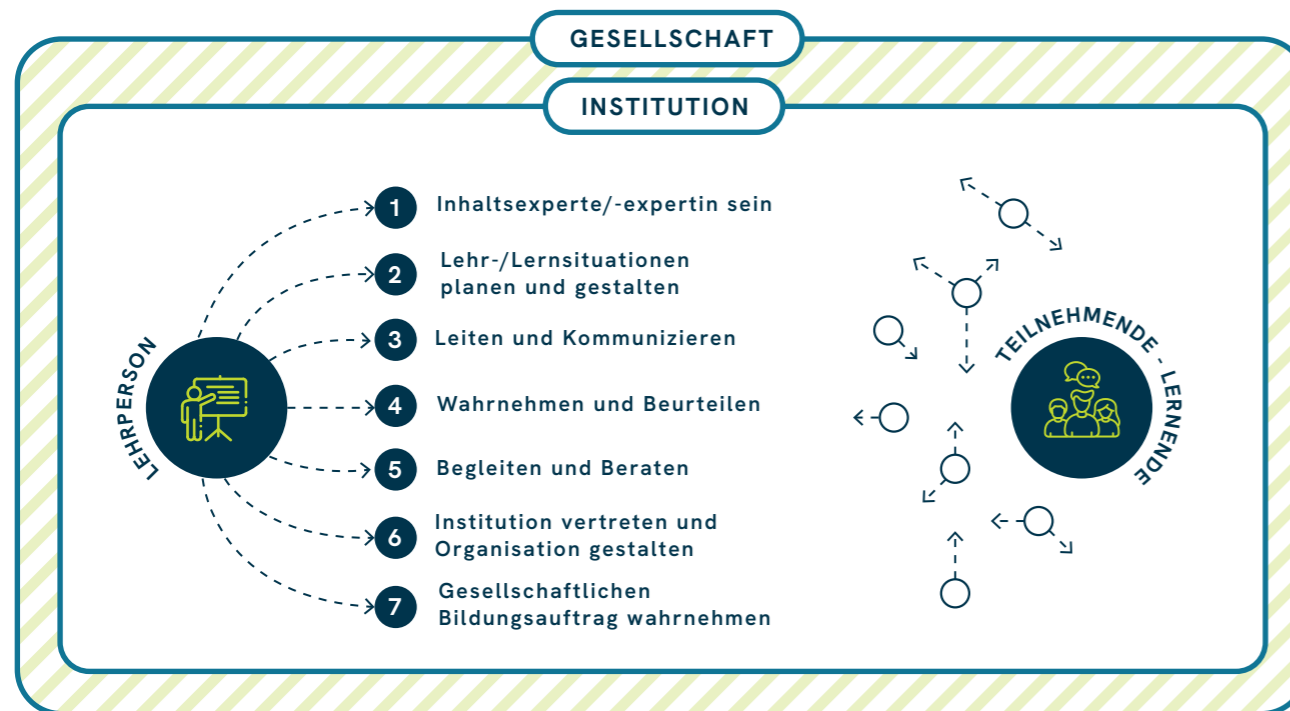 GESELLSCHAFT
INSTITUTION
LEHRPERSON
1 Inhaltsexperte/-expertin sein
2 Lehr-/Lernsituationen
planen und gestalten
3 Leiten und Kommunizieren
4 Wahrnehmen und Beurteilen
5 Begleiten und Beraten
6 Institution vertreten und
Organisation gestalten
7 Gesellschaftlichen
Bildungsauftrag wahrnehmen
TEILNEHMENDE - LERNENDE